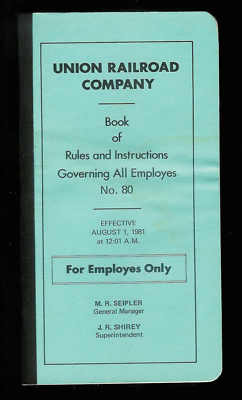 UNION RAILROAD
COMPANY
Book
of
Rules and Instructions
Governing All Employes
No. 80
EFFECTIVE
AUGUST 1, 1981
at 12:01 A.M.
For Employes Only
M. R. SEIPLER
General Manager
J. R. SHIREY
Superintendent